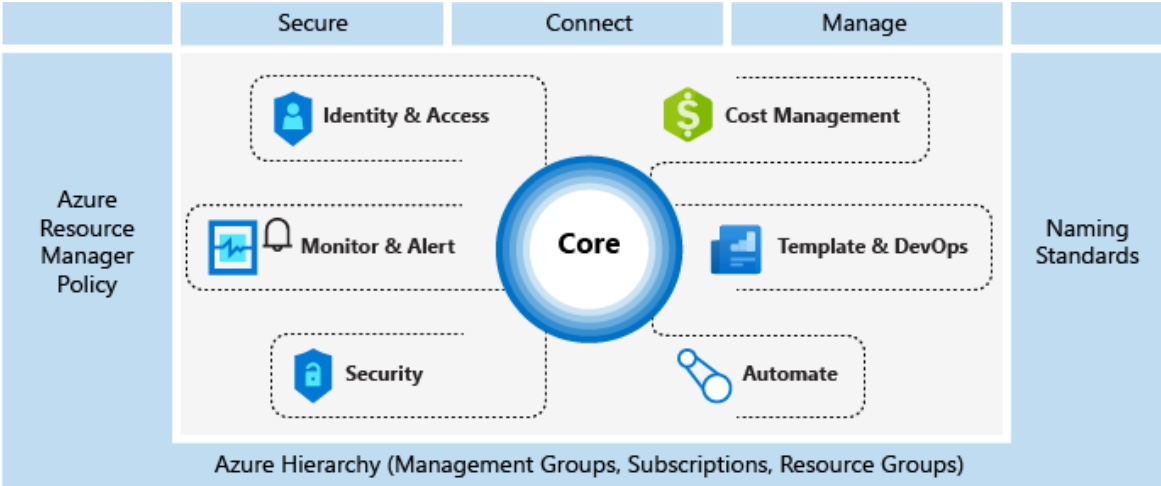 Secure
Connect
Manage
Azure
Resource
Manager
Policy
Identity & Access
Cost Management
Monitor & Alert
Core
Template & DevOps
Security
Automate
Naming
Standards
Azure Hierarchy (Management Groups, Subscriptions, Resource Groups)